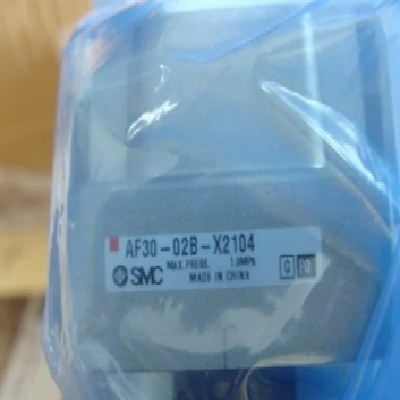 AF30-02B-X2104
MAX.PRESS. 1.0MPa
SMC MADE IN CHINA
G